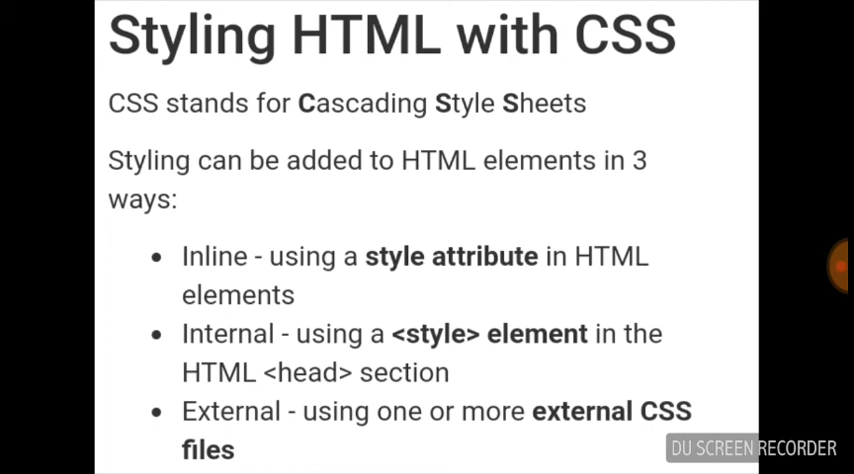 Styling HTML with CSS
CSS stands for Cascading Style Sheets
Styling can be added to HTML elements in 3
ways:
• Inline - using a style attribute in HTML
elements
• Internal - using a <style> element in the
HTML <head> section
• External - using one or more external CSS
files
DU SCREEN RECORDER